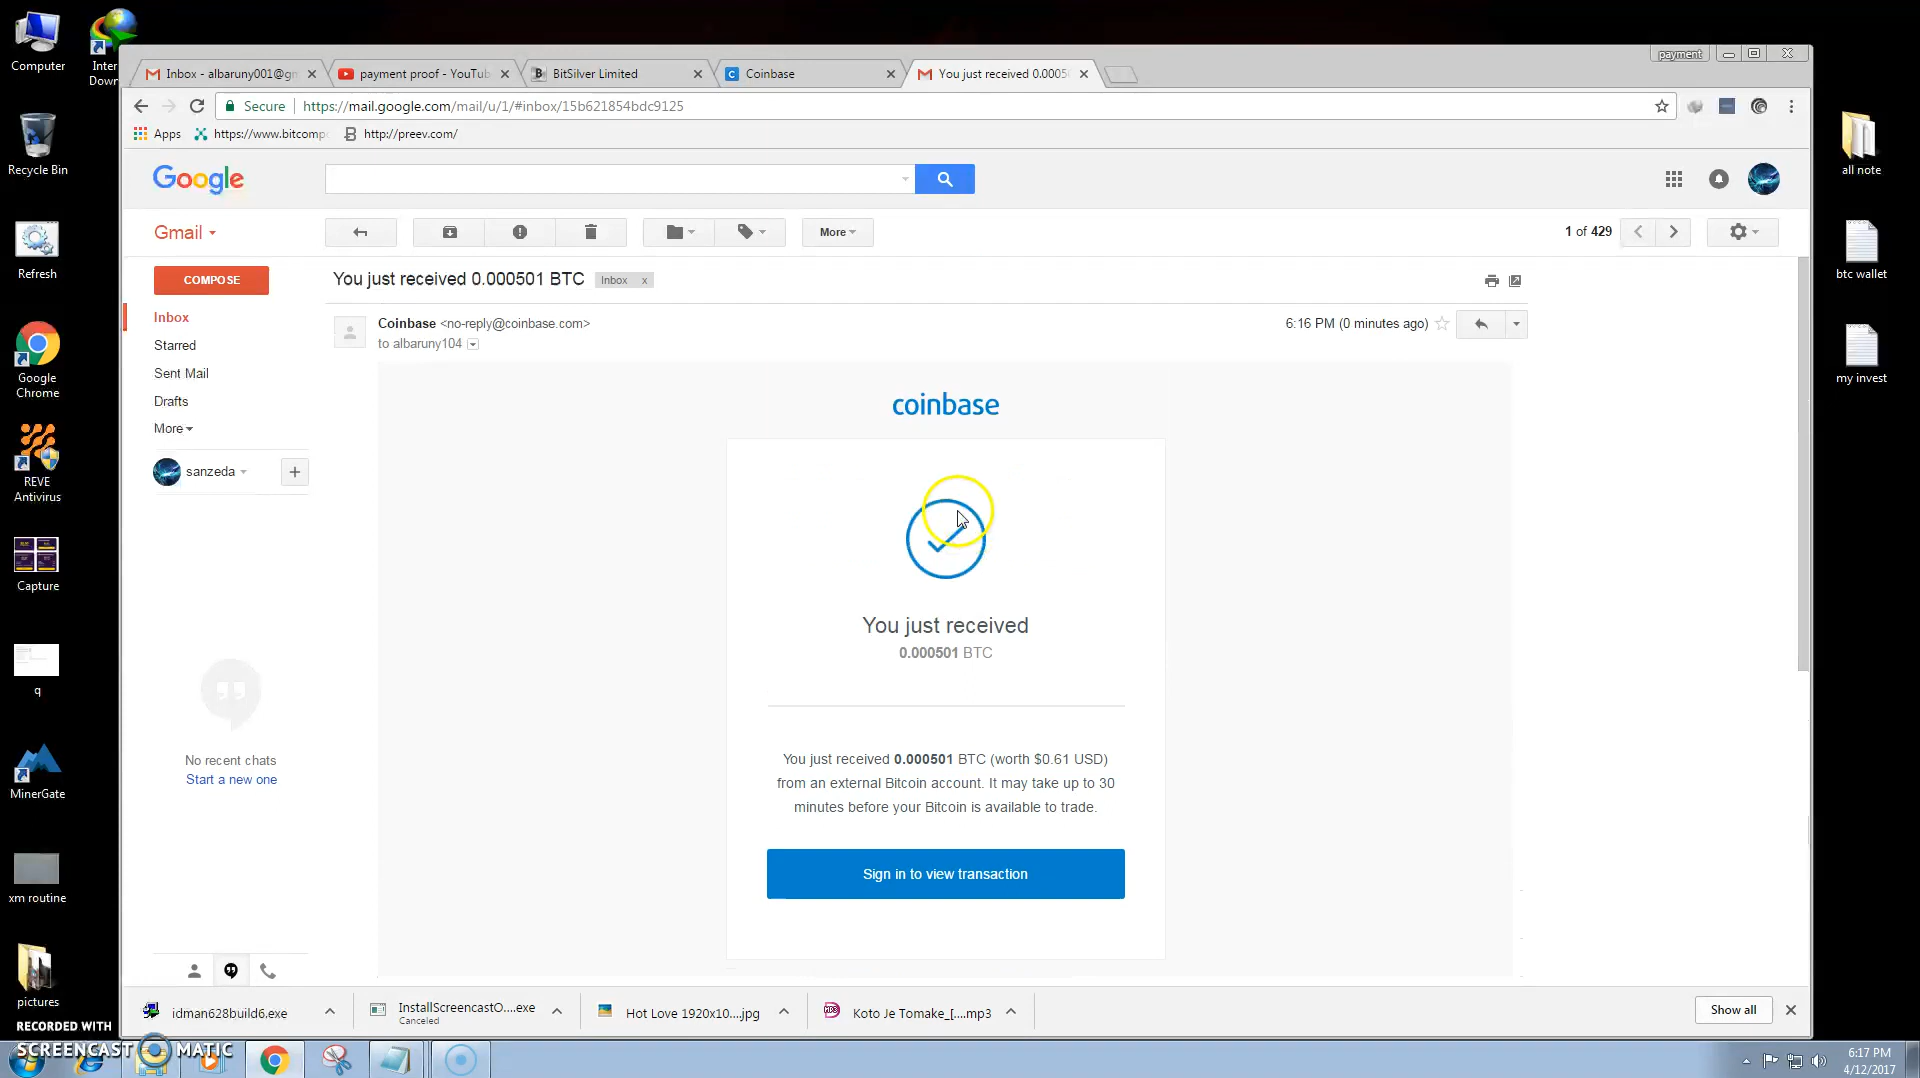 Computer
Inter
Down
Recycle Bin
Refresh
Google
Chrome
REVE
Antivirus
Capture
q
MinerGate
xm routine
pictures
RECORDED WITH
SCREENCAST MATIC
all note
btc wallet
my invest
payment
Inbox - albaruny001@gm
payment proof - YouTub
BitSilver Limited
Coinbase
You just received 0.0005
Secure
https://mail.google.com/mail/u/1/#inbox/15b621854bdc9125
Apps
https://www.bitcomp
http://preev.com/
Google
Gmail
More
1 of 429
COMPOSE
Inbox
Starred
Sent Mail
Drafts
More
sanzeda
No recent chats
Start a new one
You just received 0.000501 BTC
Inbox x
Coinbase <no-reply@coinbase.com>
to albaruny104
6:16 PM (0 minutes ago)
coinbase
You just received
0.000501 BTC
You just received 0.000501 BTC (worth $0.61 USD)
from an external Bitcoin account. It may take up to 30
minutes before your Bitcoin is available to trade.
Sign in to view transaction
idman628build6.exe
InstallScreencastO....exe
Canceled
Hot Love 1920x10....jpg
Koto Je Tomake_[....mp3
Show all
6:17 PM
4/12/2017